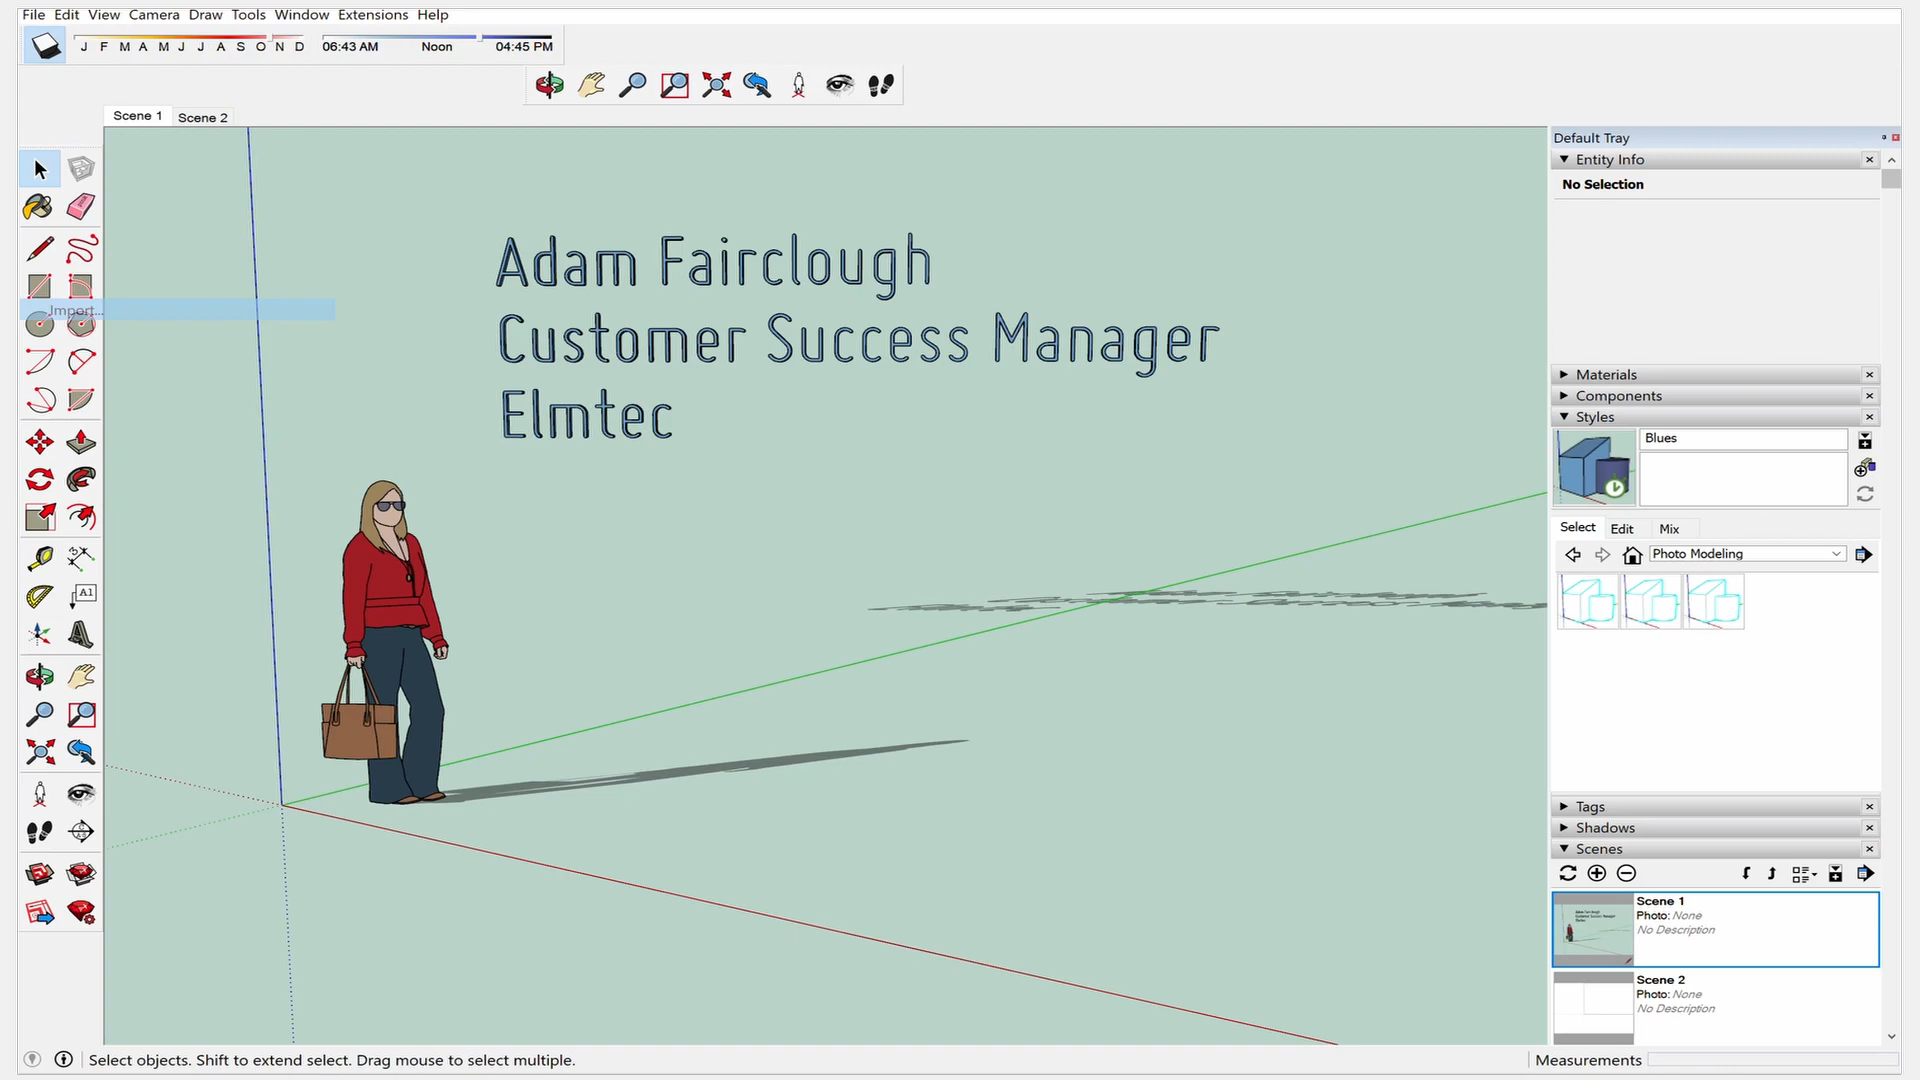 File Edit View Camera Draw Tools Window Extensions Help
J F M A M J J A S O N D
06:43 AM Noon 04:45 PM
Scene 1 Scene 2
Import...
Adam Fairclough
Customer Success Manager
Elmtec
A1
Default Tray
Entity Info
No Selection
Materials
Components
Styles
Blues
Select Edit Mix
Photo Modeling
Tags
Shadows
Scenes
Scene 1
Photo: None
No Description
Scene 2
Photo: None
No Description
Select objects. Shift to extend select. Drag mouse to select multiple.
Measurements